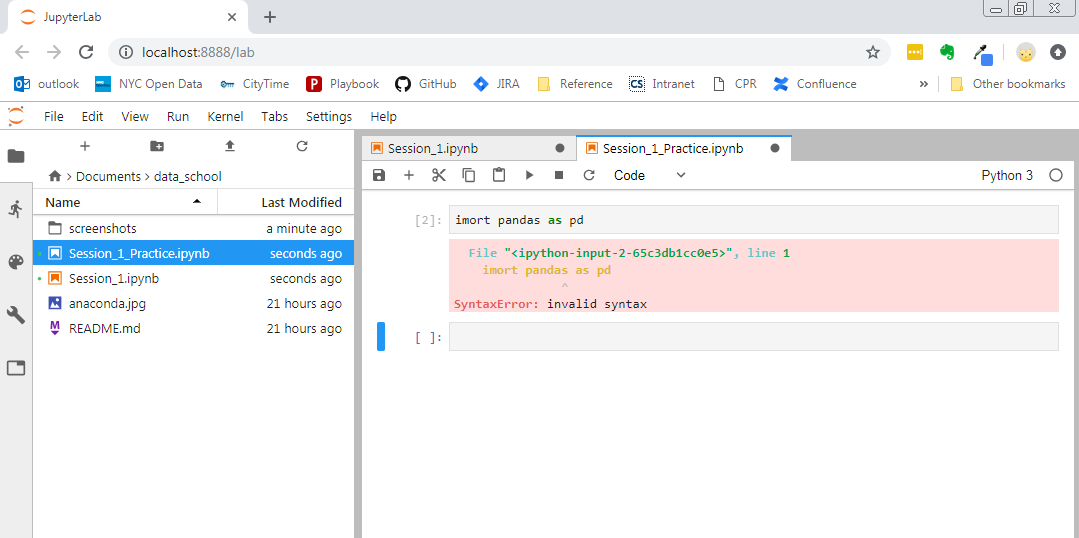 JupyterLab
localhost:8888/lab
outlook NYC Open Data CityTime Playbook GitHub JIRA Reference CS Intranet CPR Confluence » Other bookmarks
File Edit View Run Kernel Tabs Settings Help
Session_1.ipynb Session_1_Practice.ipynb
Documents > data_school
Code Python 3
Name Last Modified
screenshots a minute ago
Session_1_Practice.ipynb seconds ago
Session_1.ipynb seconds ago
anaconda.jpg 21 hours ago
README.md 21 hours ago
[2]: imort pandas as pd
File "<ipython-input-2-65c3db1cc0e5>", line 1
imort pandas as pd
^
SyntaxError: invalid syntax
[ ]: